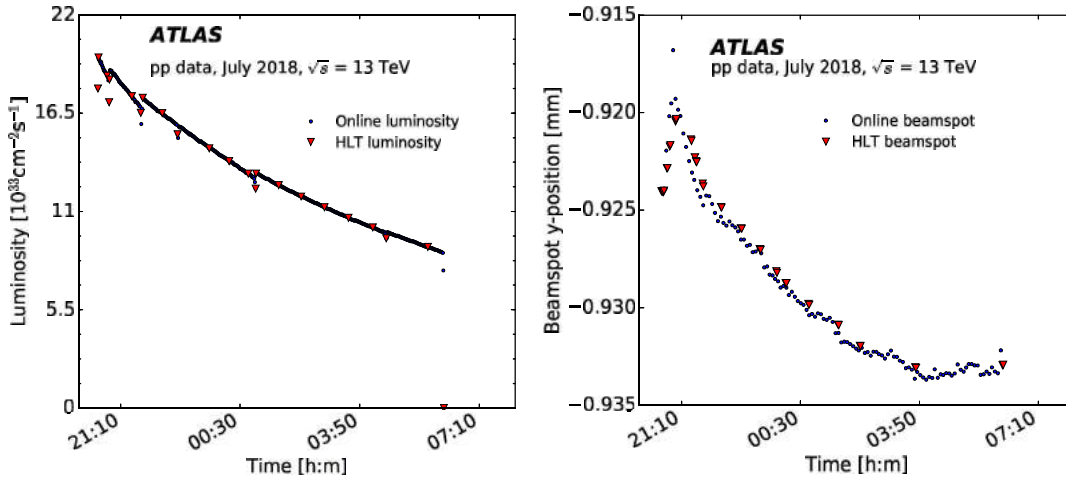 22
16.5
11
5.5
0
Luminosity [10³³cm⁻²s⁻¹]
ATLAS
pp data, July 2018, √s = 13 TeV
Online luminosity
HLT luminosity
21:10
00:30
03:50
07:10
Time [h:m]
−0.915
−0.920
−0.925
−0.930
−0.935
Beamspot y-position [mm]
ATLAS
pp data, July 2018, √s = 13 TeV
Online beamspot
HLT beamspot
21:10
00:30
03:50
07:10
Time [h:m]